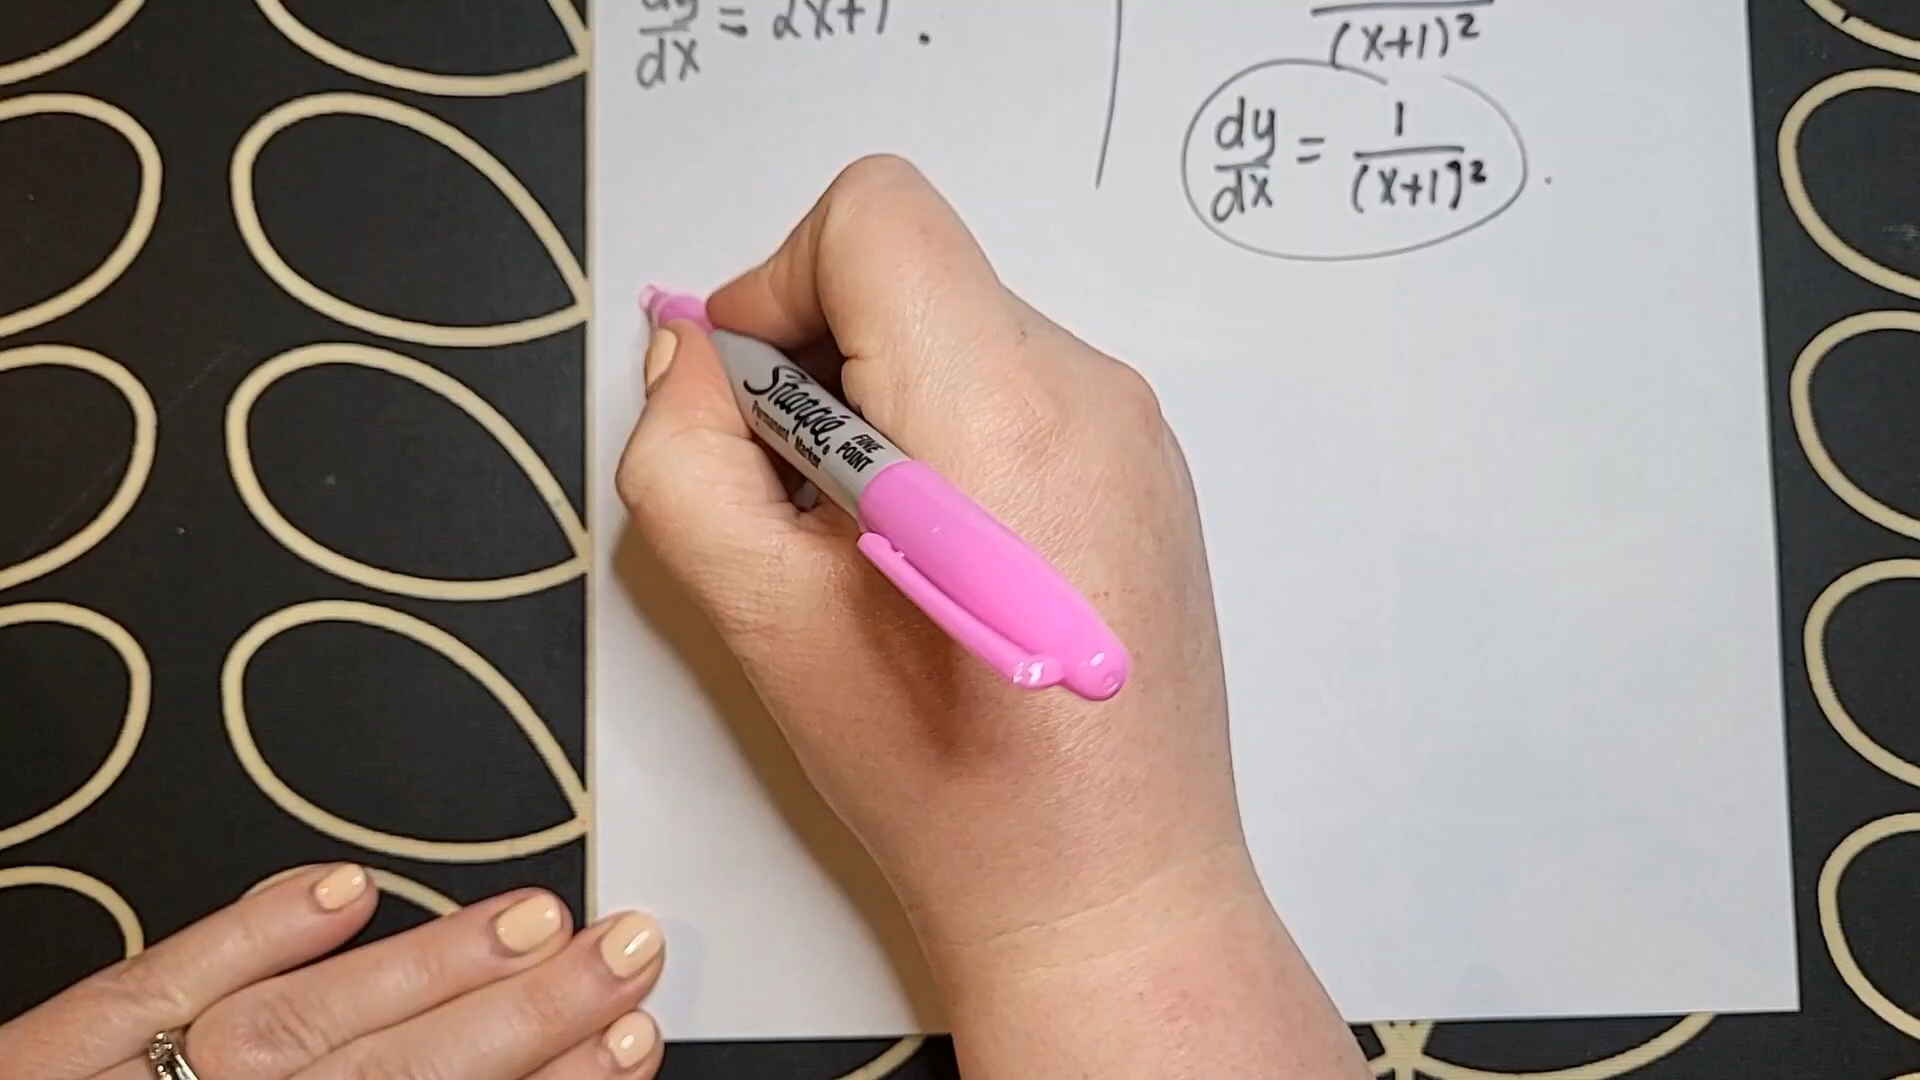 dy/dx = 2x+1 .
(x+1)²
dy/dx = 1/(x+1)² .
Sharpie
Permanent Marker
FINE
POINT